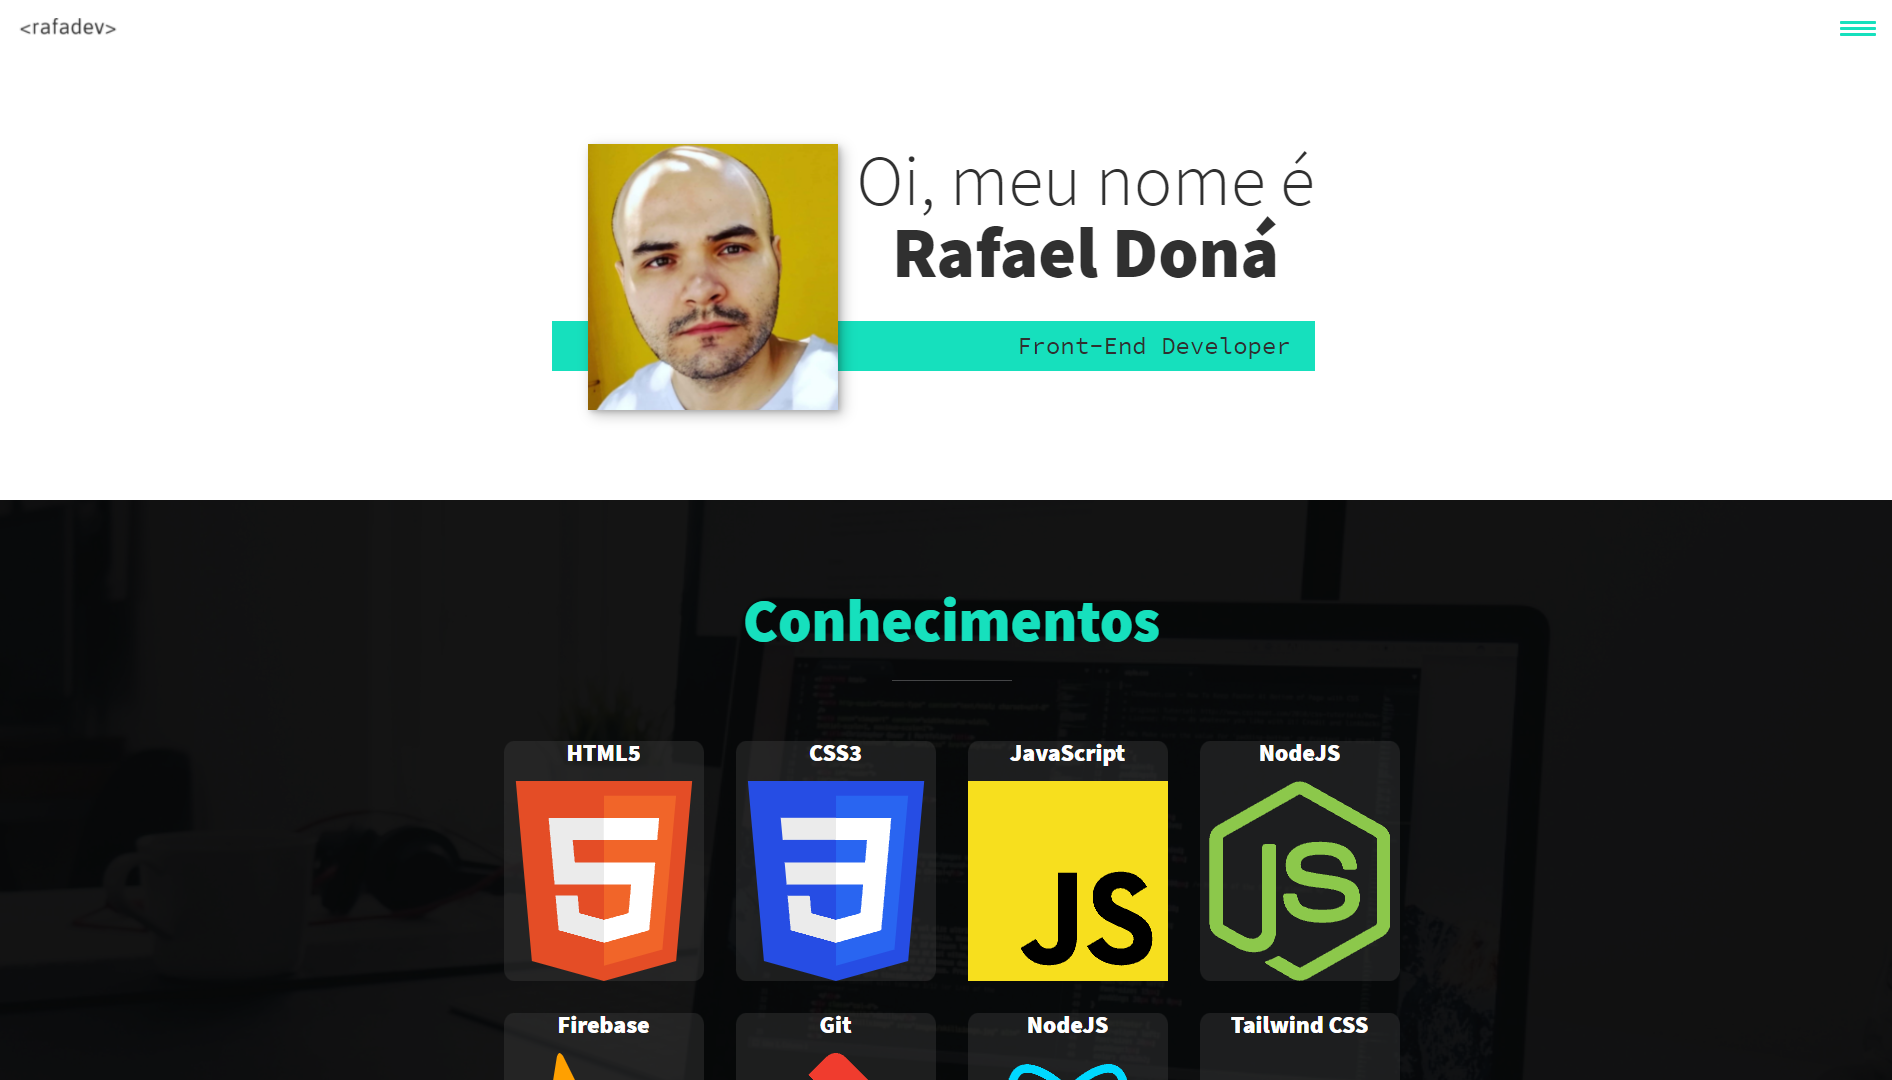 <rafadev>
Oi, meu nome é
Rafael Doná
Front-End Developer
Conhecimentos
HTML5
CSS3
JavaScript
NodeJS
JS
JS
Firebase
Git
NodeJS
Tailwind CSS